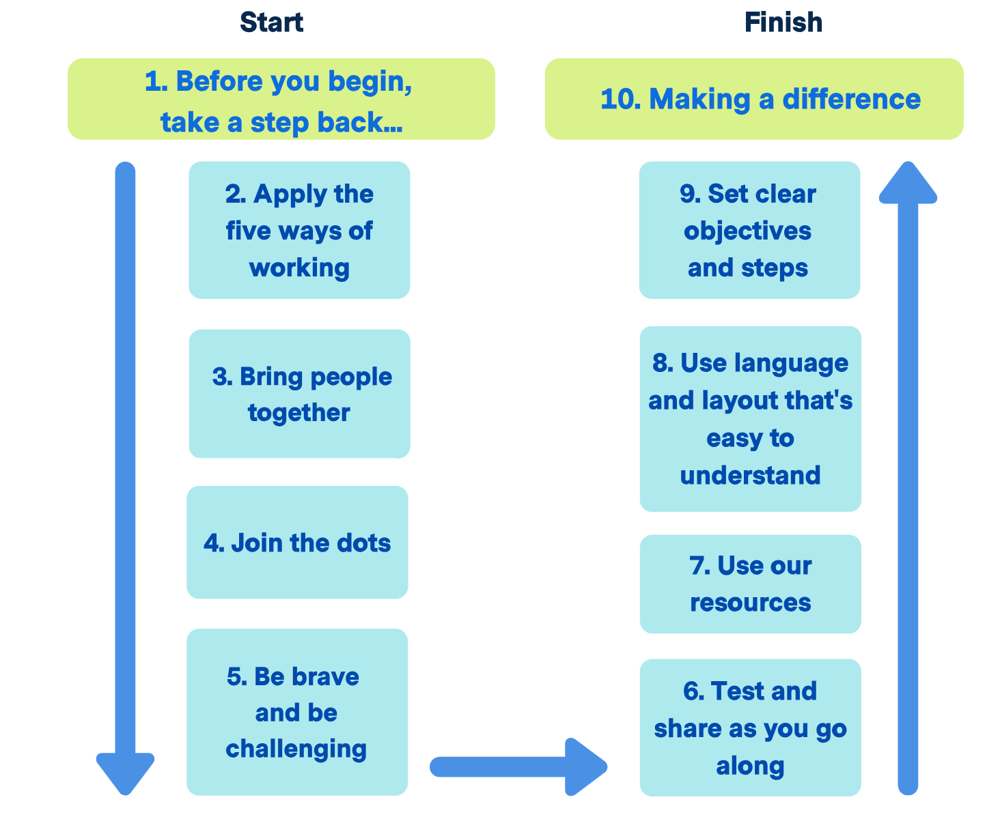 Start
1. Before you begin,
take a step back...
2. Apply the
five ways of
working
3. Bring people
together
4. Join the dots
5. Be brave
and be
challenging
Finish
10. Making a difference
9. Set clear
objectives
and steps
8. Use language
and layout that's
easy to
understand
7. Use our
resources
6. Test and
share as you go
along